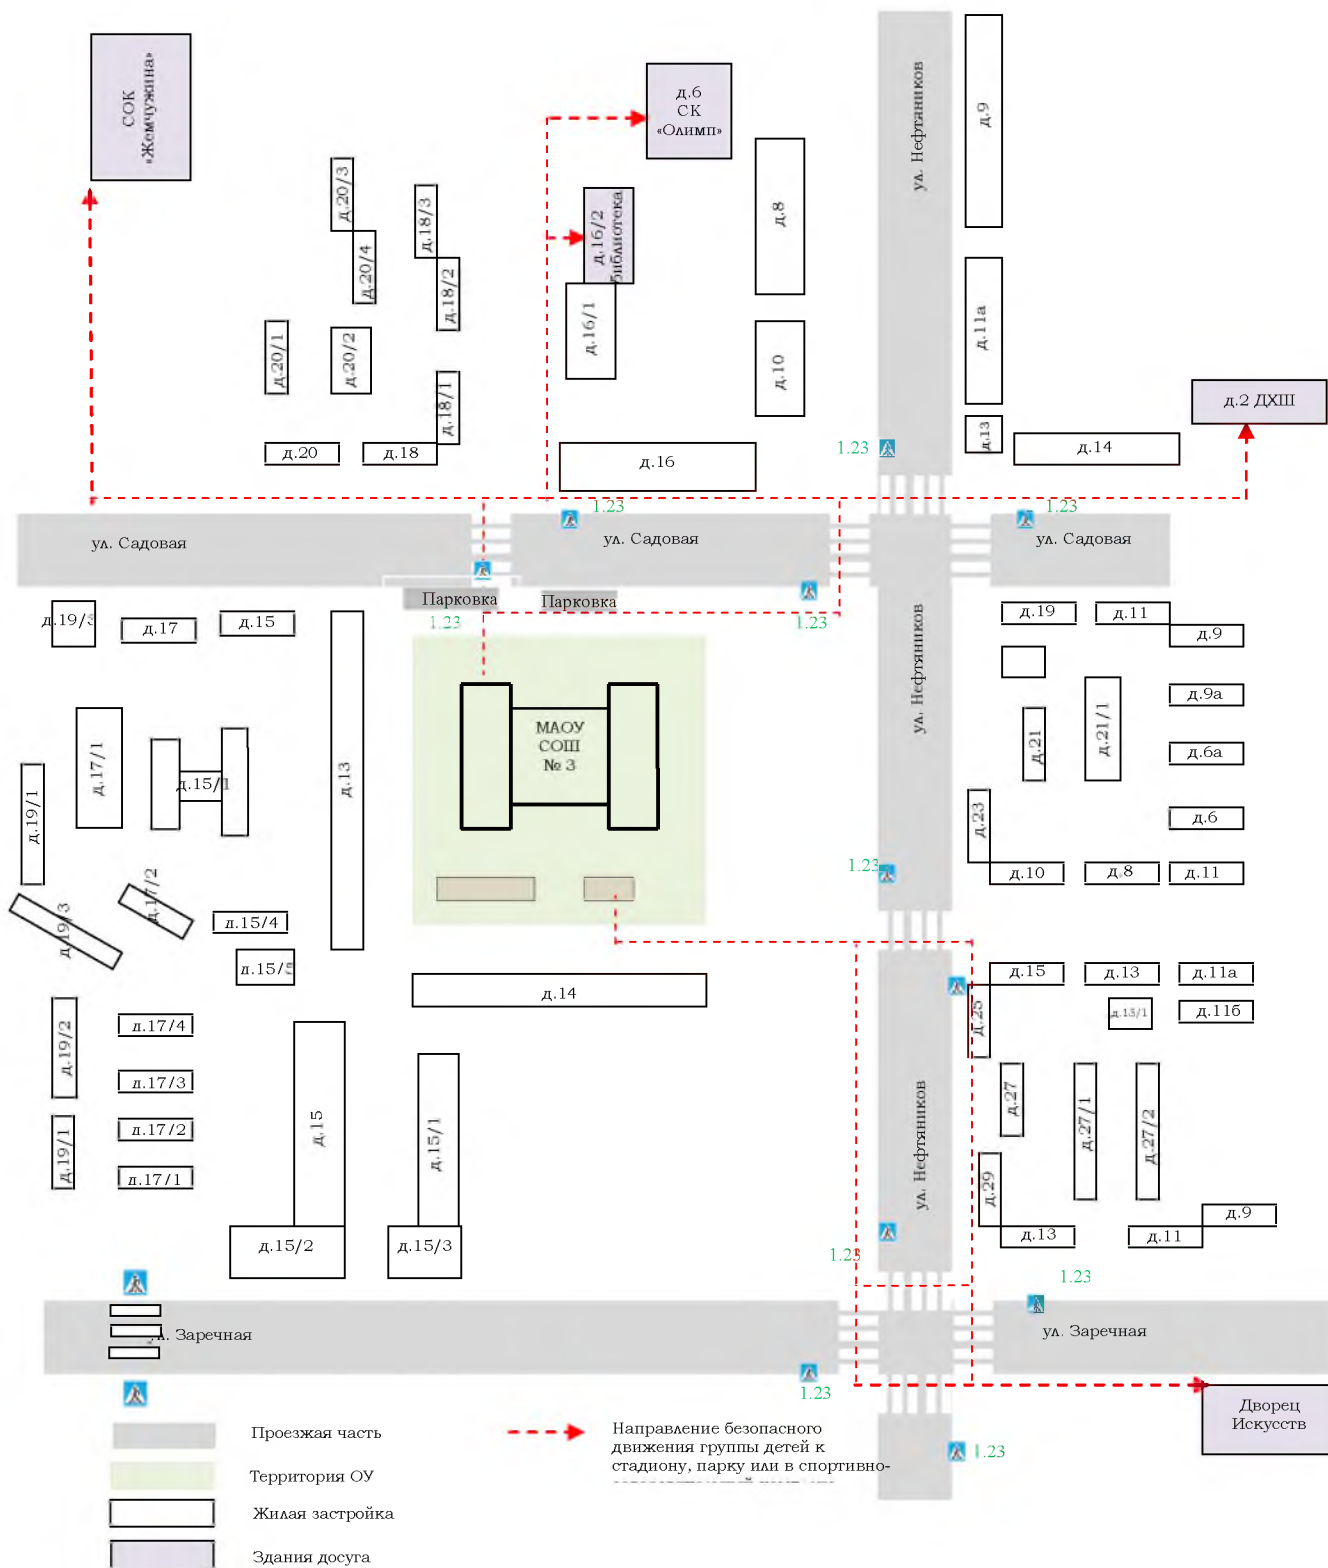 СОК
«Жемчужина»
д.6
СК
«Олимп»
ул. Нефтяников
д.9
д.20/3
д.18/3
д.16/2
библиотека
д.8
д.20/4
д.18/2
д.20/1
д.20/2
д.16/1
д.10
д.11а
д.18/1
д.2 ДХШ
д.20
д.18
д.16
1.23
д.13
д.14
1.23
1.23
ул. Садовая
ул. Садовая
ул. Садовая
Парковка
Парковка
1.23
1.23
д.19/3
д.17
д.15
д.19
д.11
д.9
ул. Нефтяников
д.13
МАОУ
СОШ
№ 3
д.17/1
д.15/1
д.19/1
д.21
д.21/1
д.9а
д.6а
д.6
д.23
1.23
д.10
д.8
д.11
д.19/3
д.17/2
д.15/4
д.15/3
д.14
д.15
д.13
д.11а
д.25
д.13/1
д.11б
д.19/2
д.17/4
д.17/3
д.17/2
д.17/1
д.19/1
д.15
д.15/1
ул. Нефтяников
д.27
д.27/1
д.27/2
д.29
д.9
д.13
д.11
д.15/2
д.15/3
1.23
1.23
ул. Заречная
ул. Заречная
1.23
Дворец
Искусств
1.23
Проезжая часть
Территория ОУ
Жилая застройка
Здания досуга
Направление безопасного
движения группы детей к
стадиону, парку или в спортивно-